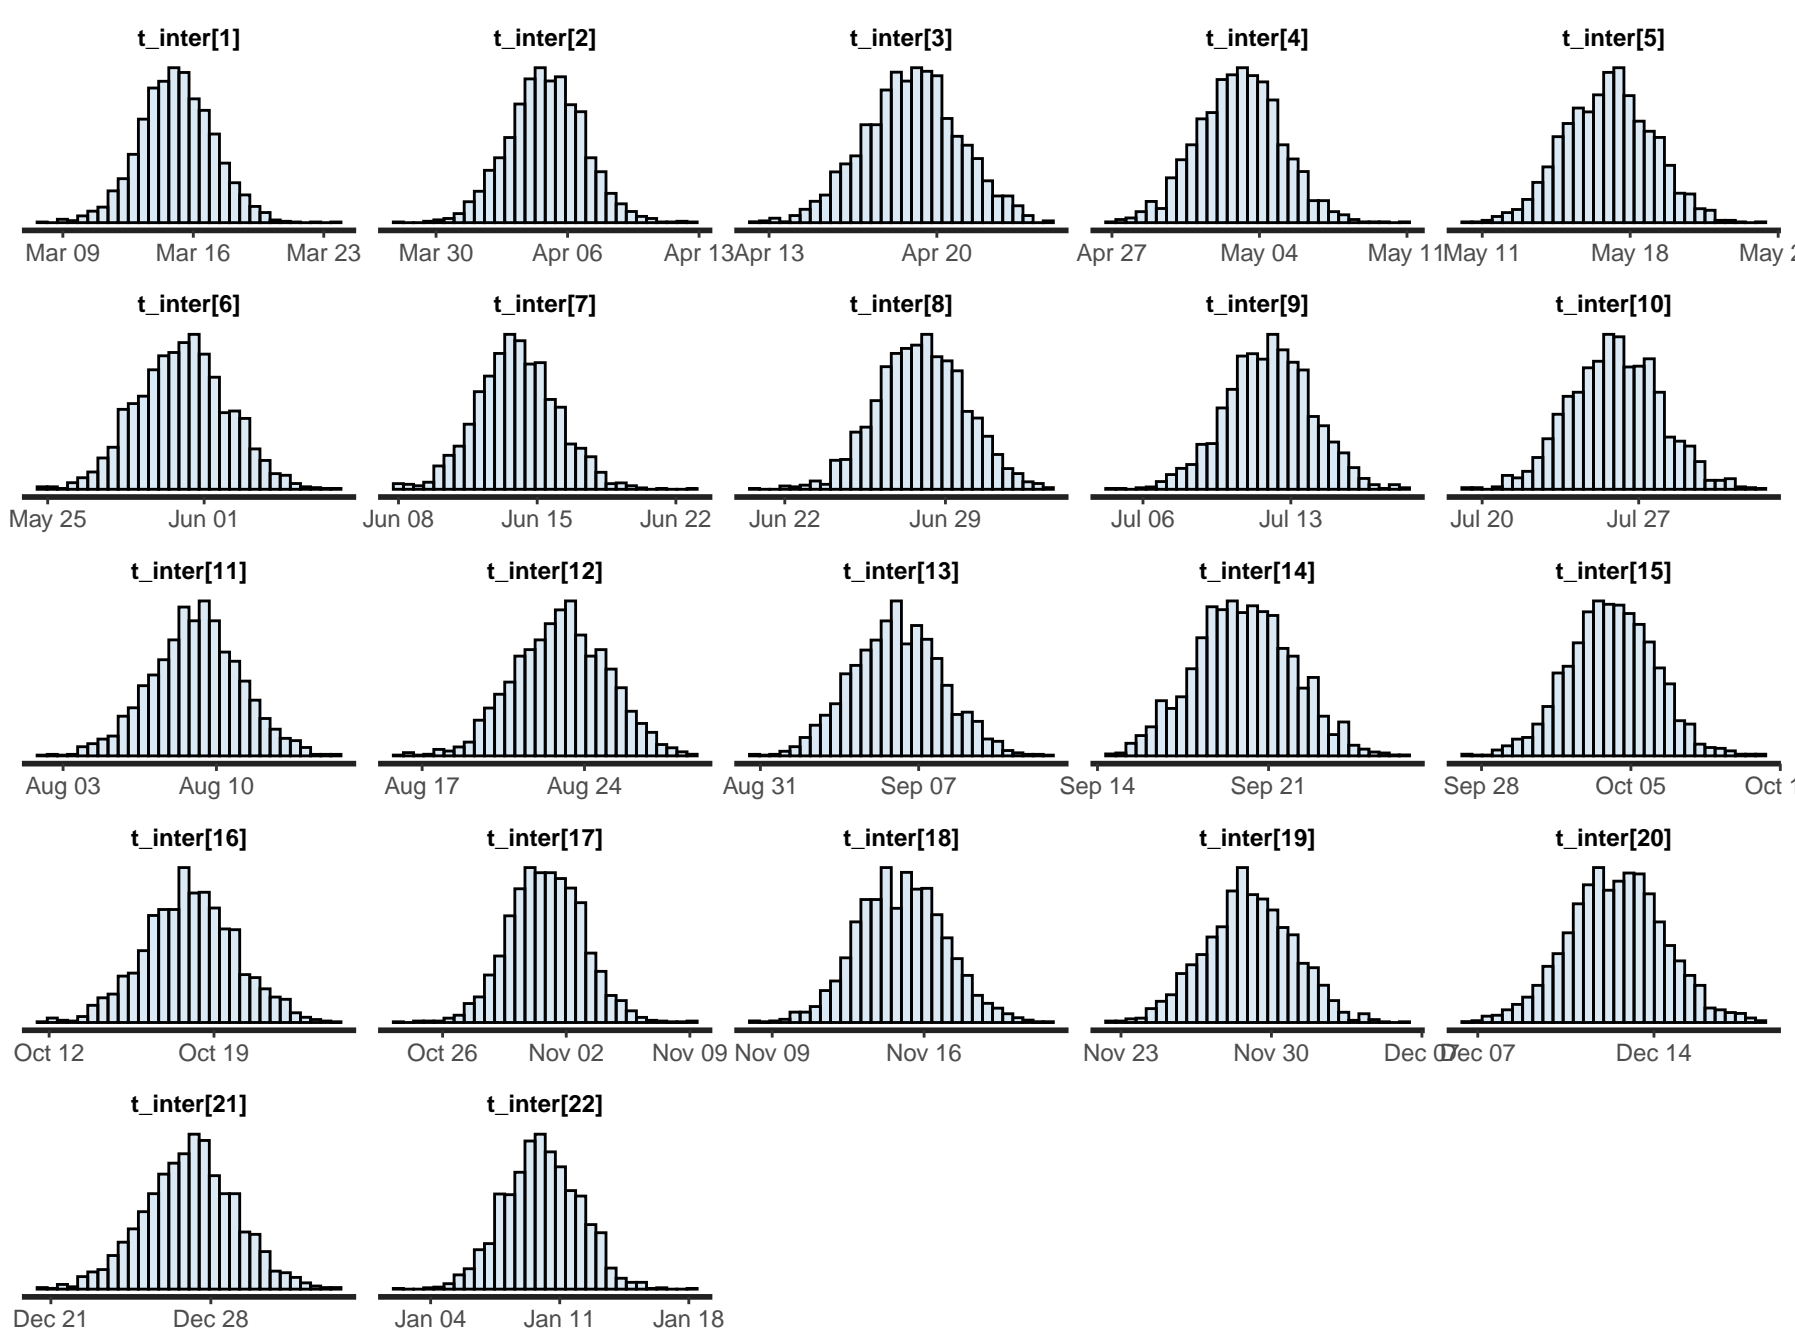 t_inter[1] t_inter[2] t_inter[3] t_inter[4] t_inter[5]
Mar 09 Mar 16 Mar 23 Mar 30 Apr 06 Apr 13 Apr 13 Apr 20 Apr 27 May 04 May 11 May 11 May 18 May 2
t_inter[6] t_inter[7] t_inter[8] t_inter[9] t_inter[10]
May 25 Jun 01 Jun 08 Jun 15 Jun 22 Jun 22 Jun 29 Jul 06 Jul 13 Jul 20 Jul 27
t_inter[11] t_inter[12] t_inter[13] t_inter[14] t_inter[15]
Aug 03 Aug 10 Aug 17 Aug 24 Aug 31 Sep 07 Sep 14 Sep 21 Sep 28 Oct 05 Oct 1
t_inter[16] t_inter[17] t_inter[18] t_inter[19] t_inter[20]
Oct 12 Oct 19 Oct 26 Nov 02 Nov 09 Nov 09 Nov 16 Nov 23 Nov 30 Dec 07 Dec 07 Dec 14
t_inter[21] t_inter[22]
Dec 21 Dec 28 Jan 04 Jan 11 Jan 18